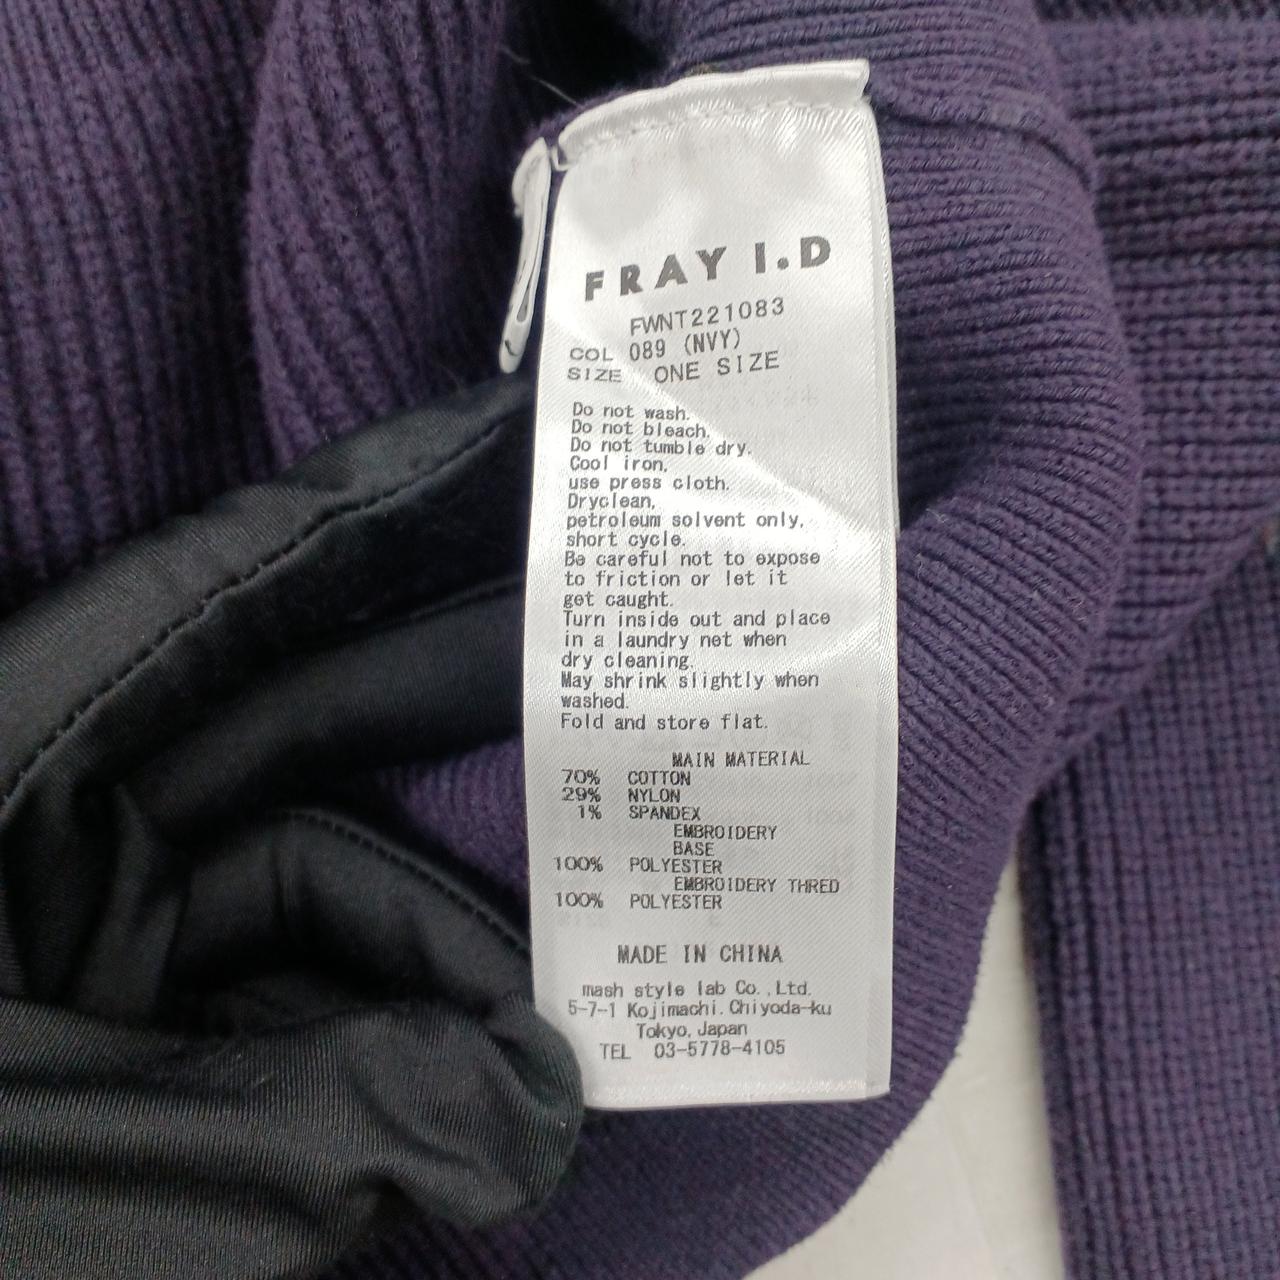 FRAY I.D
FWNT221083
COL 089 (NVY)
SIZE ONE SIZE
Do not wash.
Do not bleach.
Do not tumble dry.
Cool iron,
use press cloth.
Dryclean,
petroleum solvent only,
short cycle.
Be careful not to expose
to friction or let it
get caught.
Turn inside out and place
in a laundry net when
dry cleaning.
May shrink slightly when
washed.
Fold and store flat.
MAIN MATERIAL
70% COTTON
29% NYLON
1% SPANDEX
EMBROIDERY
BASE
100% POLYESTER
EMBROIDERY THRED
100% POLYESTER
MADE IN CHINA
mash style lab Co.,Ltd.
5-7-1 Kojimachi.Chiyoda-ku
Tokyo,Japan
TEL 03-5778-4105